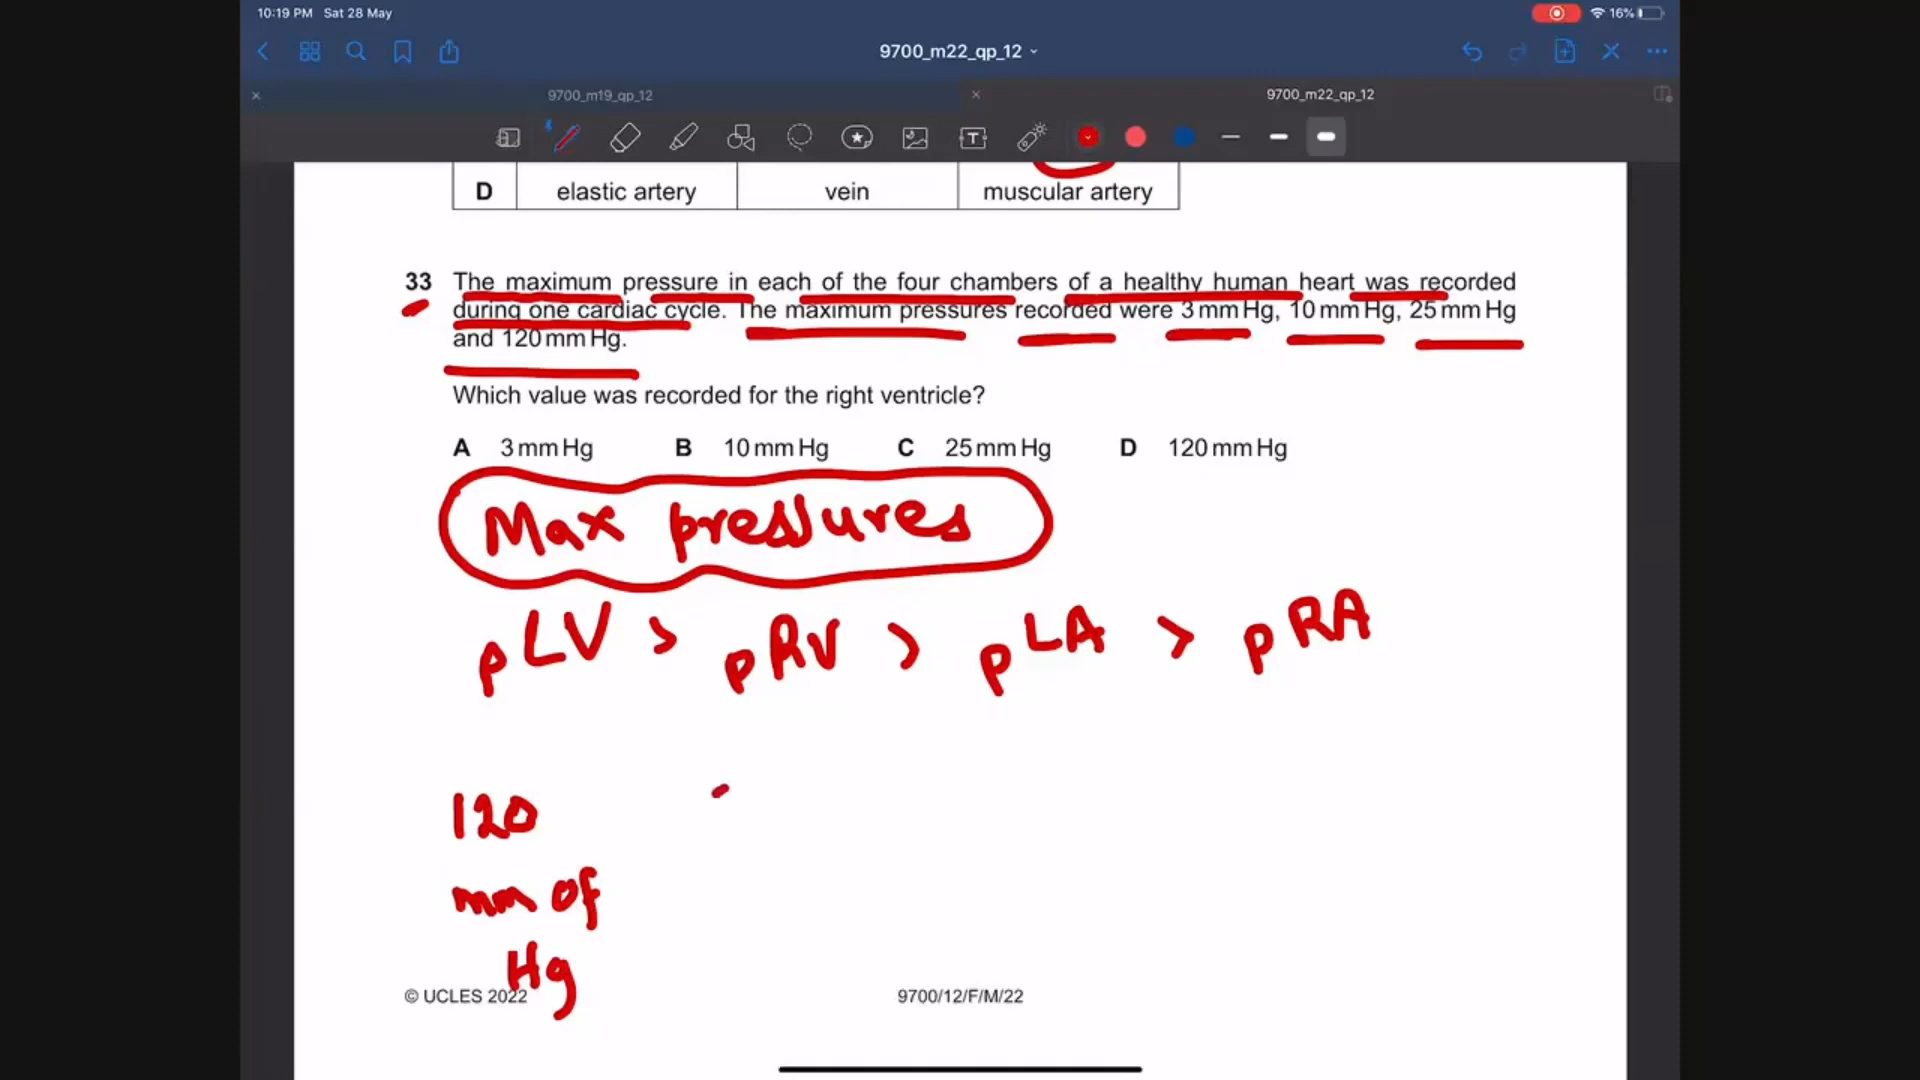 10:19 PM Sat 28 May
16%
9700_m22_qp_12
9700_m19_qp_12
9700_m22_qp_12
D elastic artery vein muscular artery
33 The maximum pressure in each of the four chambers of a healthy human heart was recorded
during one cardiac cycle. The maximum pressures recorded were 3 mm Hg, 10 mm Hg, 25 mm Hg
and 120 mm Hg.
Which value was recorded for the right ventricle?
A 3 mm Hg B 10 mm Hg C 25 mm Hg D 120 mm Hg
Max pressures
pLV > pRV > pLA > pRA
120
mm of
Hg
© UCLES 2022 9700/12/F/M/22